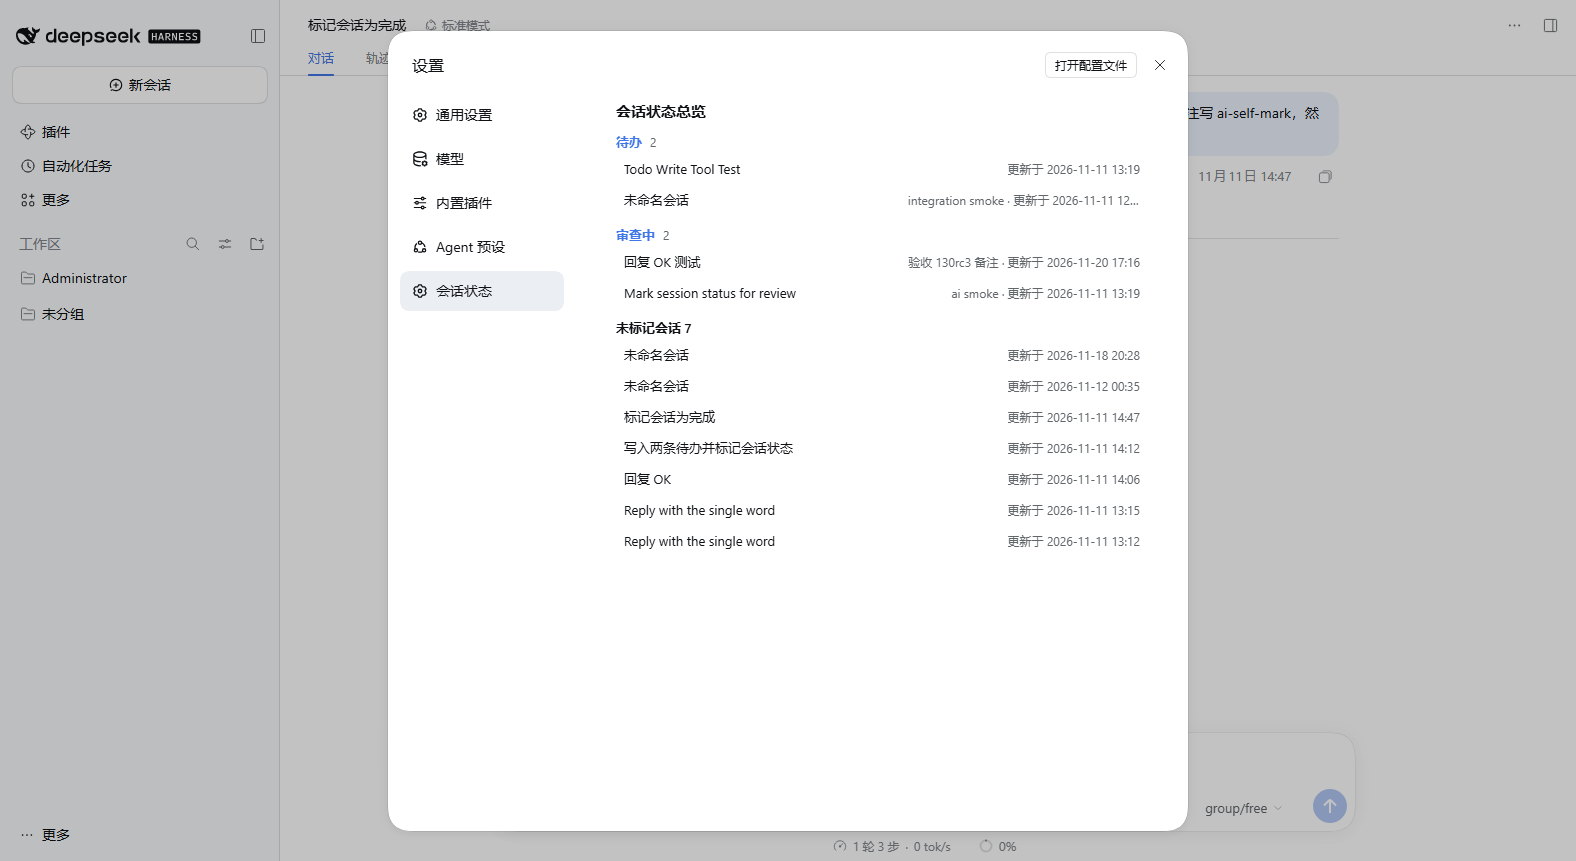 deepseek HARNESS
新会话
插件
自动化任务
更多
工作区
Administrator
未分组
更多
标记会话为完成 标准模式
对话 轨迹
注写 ai-self-mark，然
11月11日 14:47
group/free
1 轮 3 步 · 0 tok/s 0%
设置
打开配置文件
通用设置
模型
内置插件
Agent 预设
会话状态
会话状态总览
待办 2
Todo Write Tool Test 更新于 2026-11-11 13:19
未命名会话 integration smoke · 更新于 2026-11-11 12...
审查中 2
回复 OK 测试 验收 130rc3 备注 · 更新于 2026-11-20 17:16
Mark session status for review ai smoke · 更新于 2026-11-11 13:19
未标记会话 7
未命名会话 更新于 2026-11-18 20:28
未命名会话 更新于 2026-11-12 00:35
标记会话为完成 更新于 2026-11-11 14:47
写入两条待办并标记会话状态 更新于 2026-11-11 14:12
回复 OK 更新于 2026-11-11 14:06
Reply with the single word 更新于 2026-11-11 13:15
Reply with the single word 更新于 2026-11-11 13:12